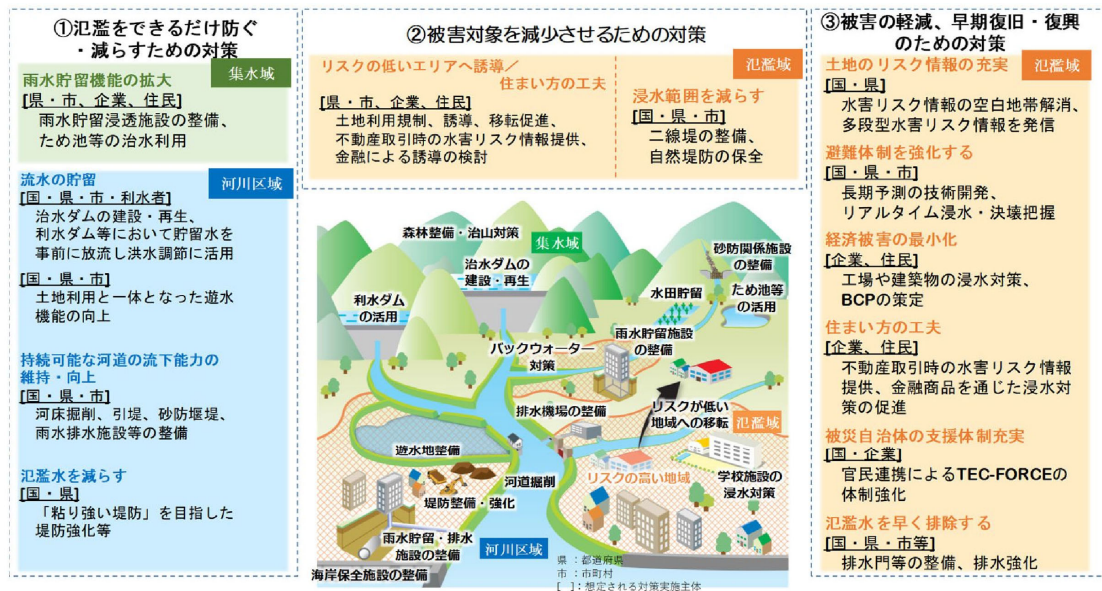 ①氾濫をできるだけ防ぐ
・減らすための対策
雨水貯留機能の拡大
集水域
[県・市、企業、住民]
雨水貯留浸透施設の整備、
ため池等の治水利用
流水の貯留
河川区域
[国・県・市・利水者]
治水ダムの建設・再生、
利水ダム等において貯留水を
事前に放流し洪水調節に活用
[国・県・市]
土地利用と一体となった遊水
機能の向上
持続可能な河道の流下能力の
維持・向上
[国・県・市]
河床掘削、引堤、砂防堰堤、
雨水排水施設等の整備
氾濫水を減らす
[国・県]
「粘り強い堤防」を目指した
堤防強化等
②被害対象を減少させるための対策
リスクの低いエリアへ誘導/
住まい方の工夫
[県・市、企業、住民]
土地利用規制、誘導、移転促進、
不動産取引時の水害リスク情報提供、
金融による誘導の検討
氾濫域
浸水範囲を減らす
[国・県・市]
二線堤の整備、
自然堤防の保全
森林整備・治山対策
集水域
治水ダムの
建設・再生
砂防関係施設
の整備
利水ダム
の活用
水田貯留
ため池等
の活用
雨水貯留施設
の整備
バックウォーター
対策
排水機場の整備
リスクが低い
地域への移転
氾濫域
遊水地整備
河道掘削
リスクの高い地域
学校施設の
浸水対策
堤防整備・強化
雨水貯留・排水
施設の整備
河川区域
海岸保全施設の整備
県 : 都道府県
市 : 市町村
[ ] : 想定される対策実施主体
③被害の軽減、早期復旧・復興
のための対策
土地のリスク情報の充実
氾濫域
[国・県]
水害リスク情報の空白地帯解消、
多段型水害リスク情報を発信
避難体制を強化する
[国・県・市]
長期予測の技術開発、
リアルタイム浸水・決壊把握
経済被害の最小化
[企業、住民]
工場や建築物の浸水対策、
BCPの策定
住まい方の工夫
[企業、住民]
不動産取引時の水害リスク情報
提供、金融商品を通じた浸水対
策の促進
被災自治体の支援体制充実
[国・企業]
官民連携によるTEC-FORCEの
体制強化
氾濫水を早く排除する
[国・県・市等]
排水門等の整備、排水強化